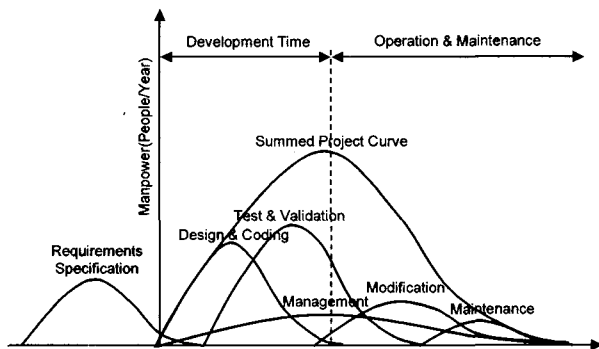 Development Time
Operation & Maintenance
Manpower(People/Year)
Summed Project Curve
Test & Validation
Design & Coding
Requirements
Specification
Management
Modification
Maintenance